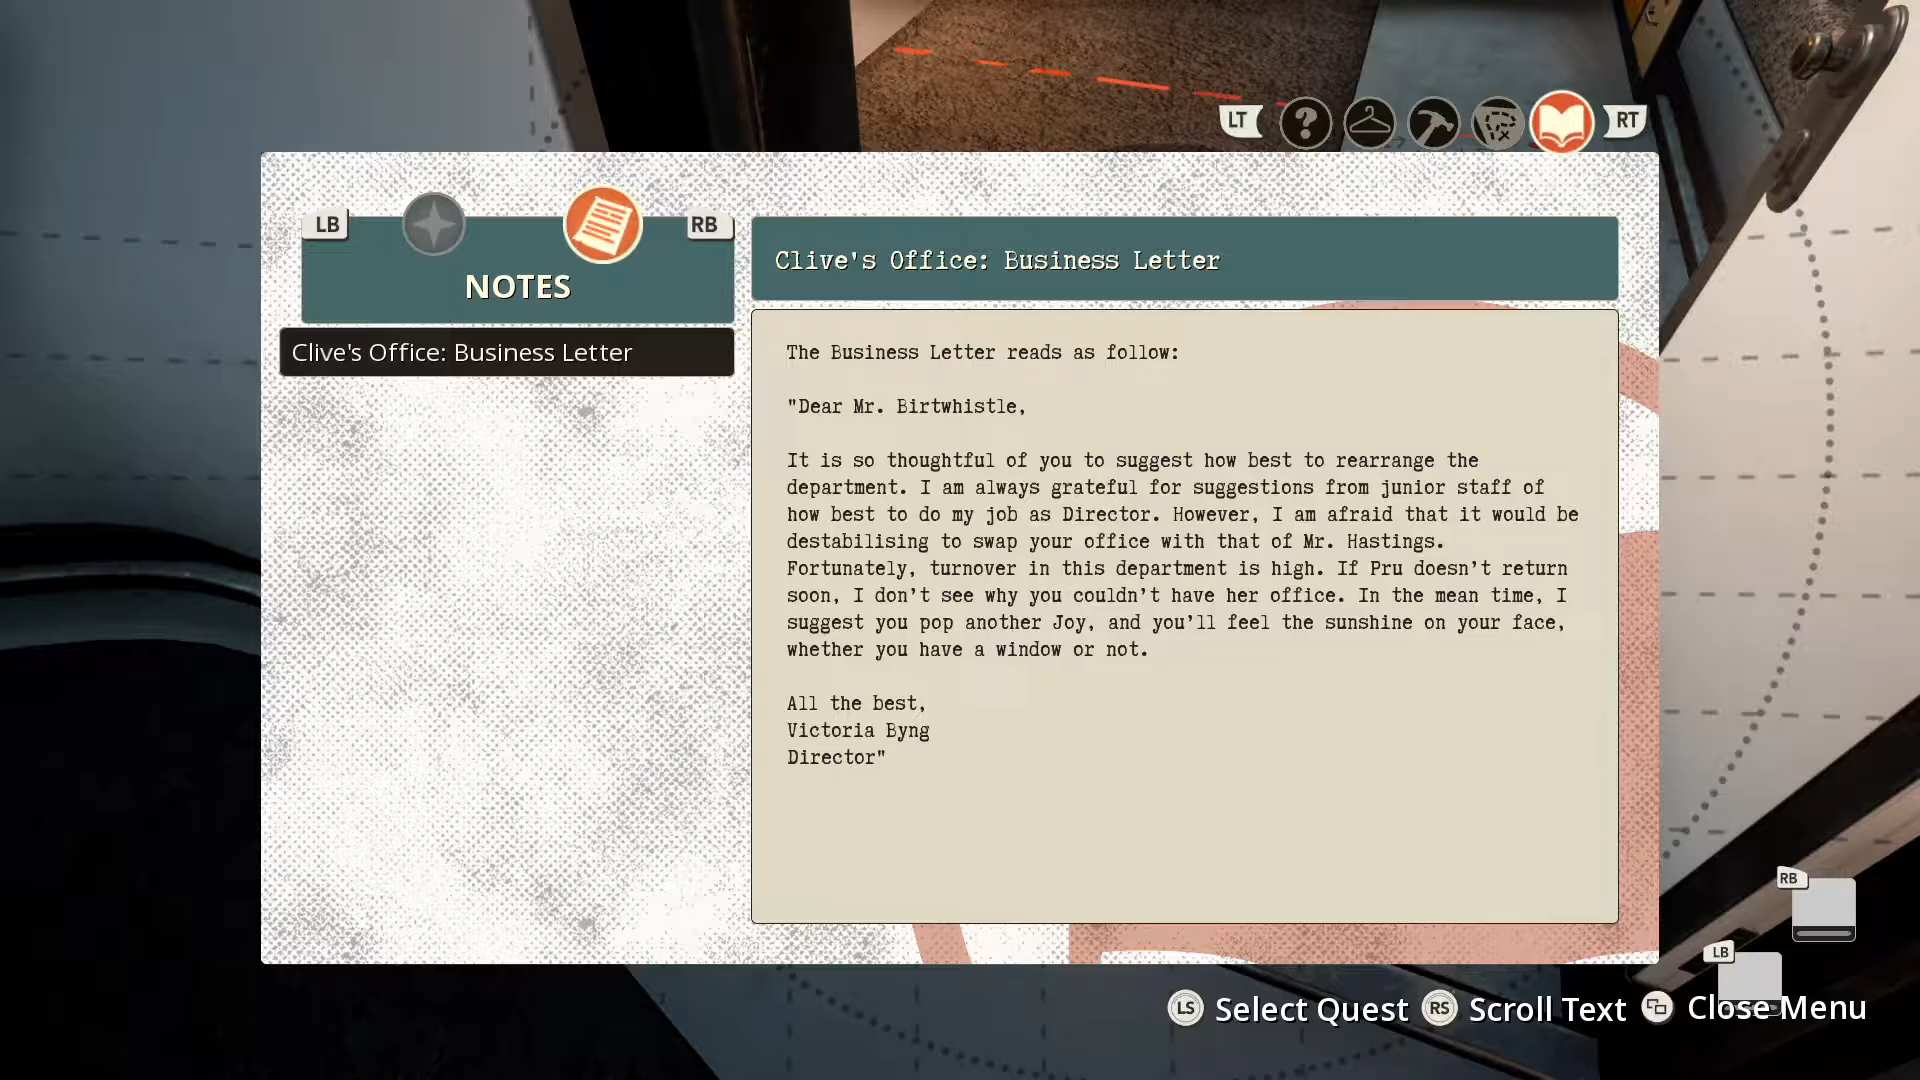 LT
RT
LB
RB
NOTES
Clive's Office: Business Letter
Clive's Office: Business Letter
The Business Letter reads as follow:
"Dear Mr. Birtwhistle,
It is so thoughtful of you to suggest how best to rearrange the
department. I am always grateful for suggestions from junior staff of
how best to do my job as Director. However, I am afraid that it would be
destabilising to swap your office with that of Mr. Hastings.
Fortunately, turnover in this department is high. If Pru doesn't return
soon, I don't see why you couldn't have her office. In the mean time, I
suggest you pop another Joy, and you'll feel the sunshine on your face,
whether you have a window or not.
All the best,
Victoria Byng
Director"
RB
LB
LS Select Quest RS Scroll Text Close Menu